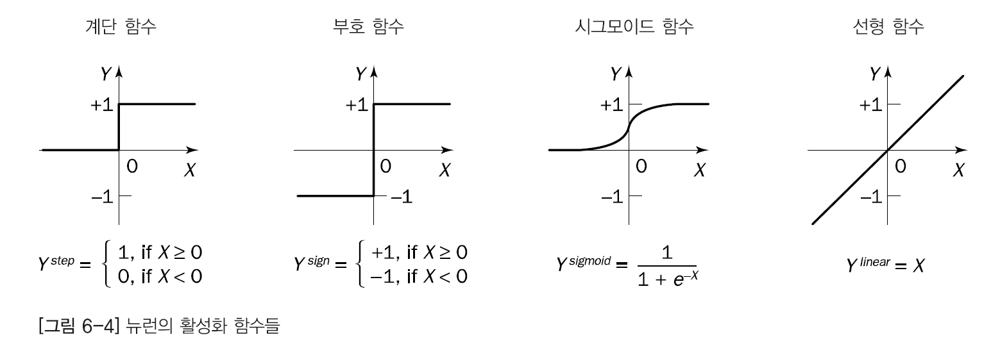 계단 함수 부호 함수 시그모이드 함수 선형 함수
Y Y Y Y
+1 +1 +1 +1
0 0 0 0
X X X X
−1 −1 −1 −1
Y^step = { 1, if X ≥ 0
0, if X < 0
Y^sign = { +1, if X ≥ 0
−1, if X < 0
Y^sigmoid = 1 / (1 + e^−X)
Y^linear = X
[그림 6-4] 뉴런의 활성화 함수들